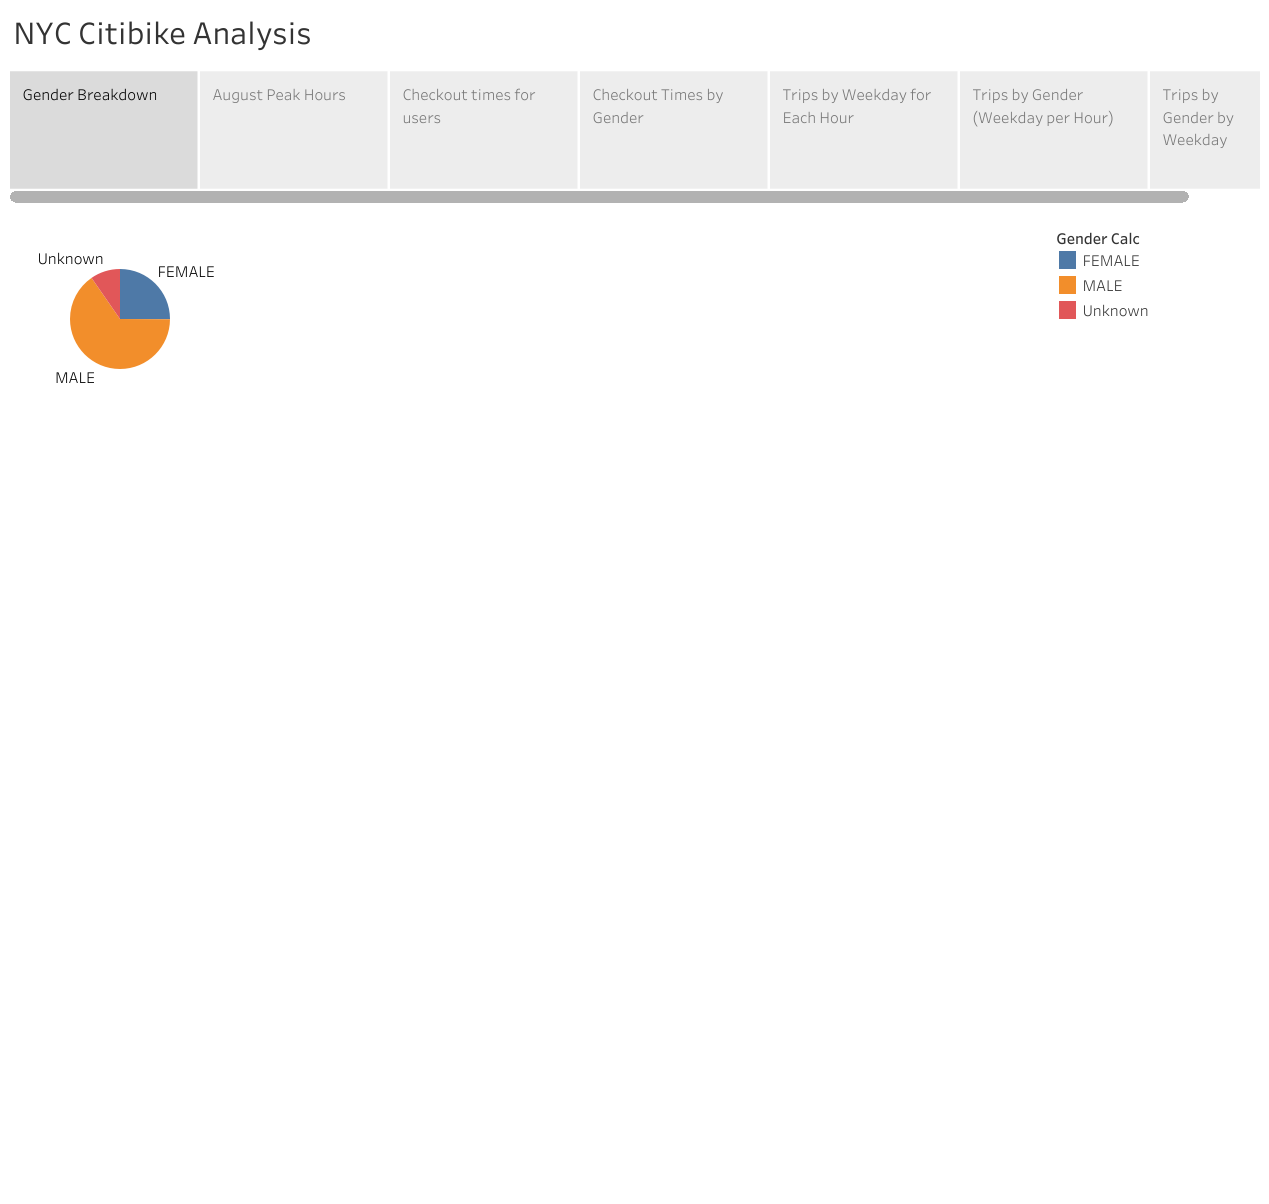 NYC Citibike Analysis
Gender Breakdown
August Peak Hours
Checkout times for
users
Checkout Times by
Gender
Trips by Weekday for
Each Hour
Trips by Gender
(Weekday per Hour)
Trips by
Gender by
Weekday
Unknown
FEMALE
MALE
Gender Calc
FEMALE
MALE
Unknown